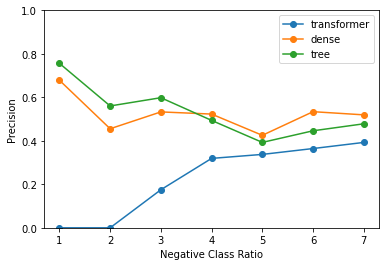 transformer
dense
tree
1.0
0.8
0.6
0.4
0.2
0.0
Precision
1 2 3 4 5 6 7
Negative Class Ratio